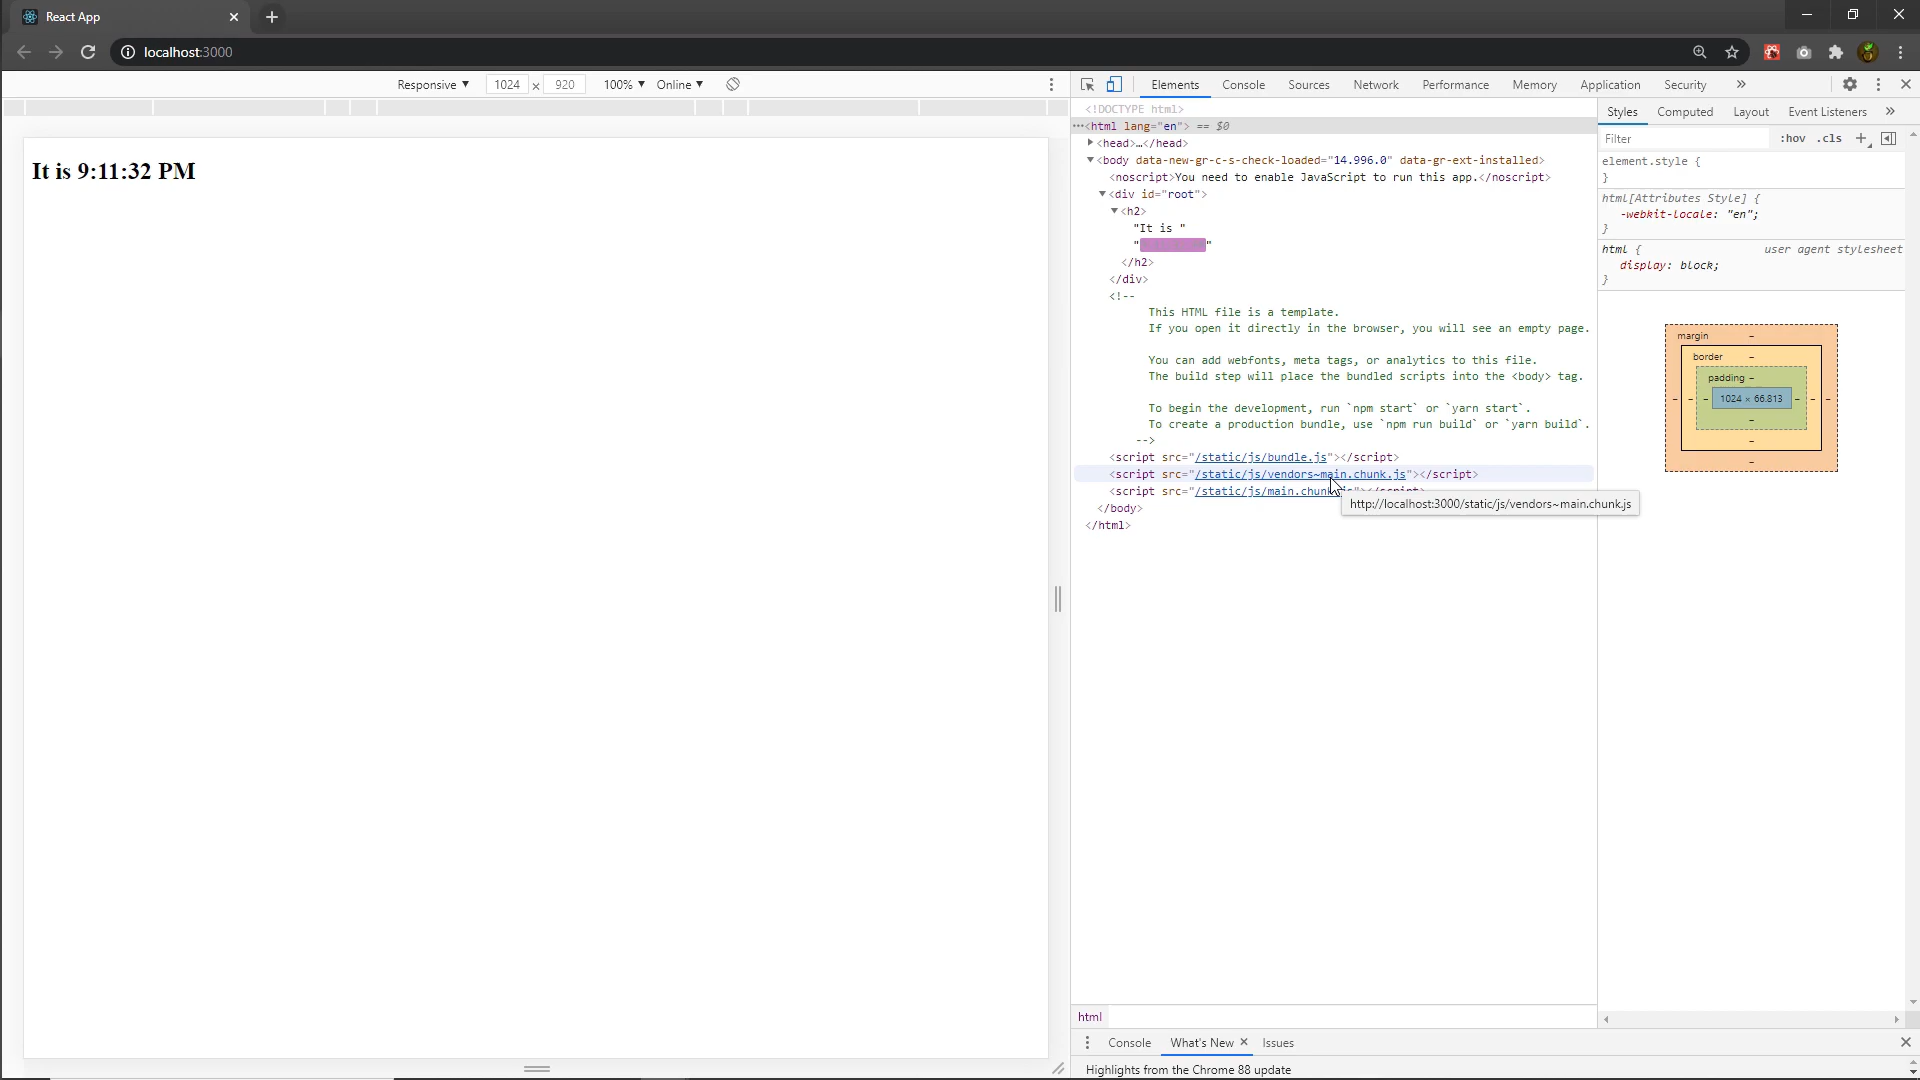 React App
localhost:3000
Responsive ▼ 1024 x 920 100% ▼ Online ▼
Elements Console Sources Network Performance Memory Application Security »
<!DOCTYPE html>
<html lang="en"> == $0
<head>…</head>
<body data-new-gr-c-s-check-loaded="14.996.0" data-gr-ext-installed>
<noscript>You need to enable JavaScript to run this app.</noscript>
<div id="root">
<h2>
"It is "
" "
</h2>
</div>
<!--
This HTML file is a template.
If you open it directly in the browser, you will see an empty page.
You can add webfonts, meta tags, or analytics to this file.
The build step will place the bundled scripts into the <body> tag.
To begin the development, run `npm start` or `yarn start`.
To create a production bundle, use `npm run build` or `yarn build`.
-->
<script src="/static/js/bundle.js"></script>
<script src="/static/js/vendors~main.chunk.js"></script>
<script src="/static/js/main.chunk
http://localhost:3000/static/js/vendors~main.chunk.js
</body>
</html>
It is 9:11:32 PM
Styles Computed Layout Event Listeners »
Filter :hov .cls +
element.style {
}
html[Attributes Style] {
-webkit-locale: "en";
}
html { user agent stylesheet
display: block;
}
margin –
border –
padding –
1024 × 66.813
html
Console What's New × Issues
Highlights from the Chrome 88 update